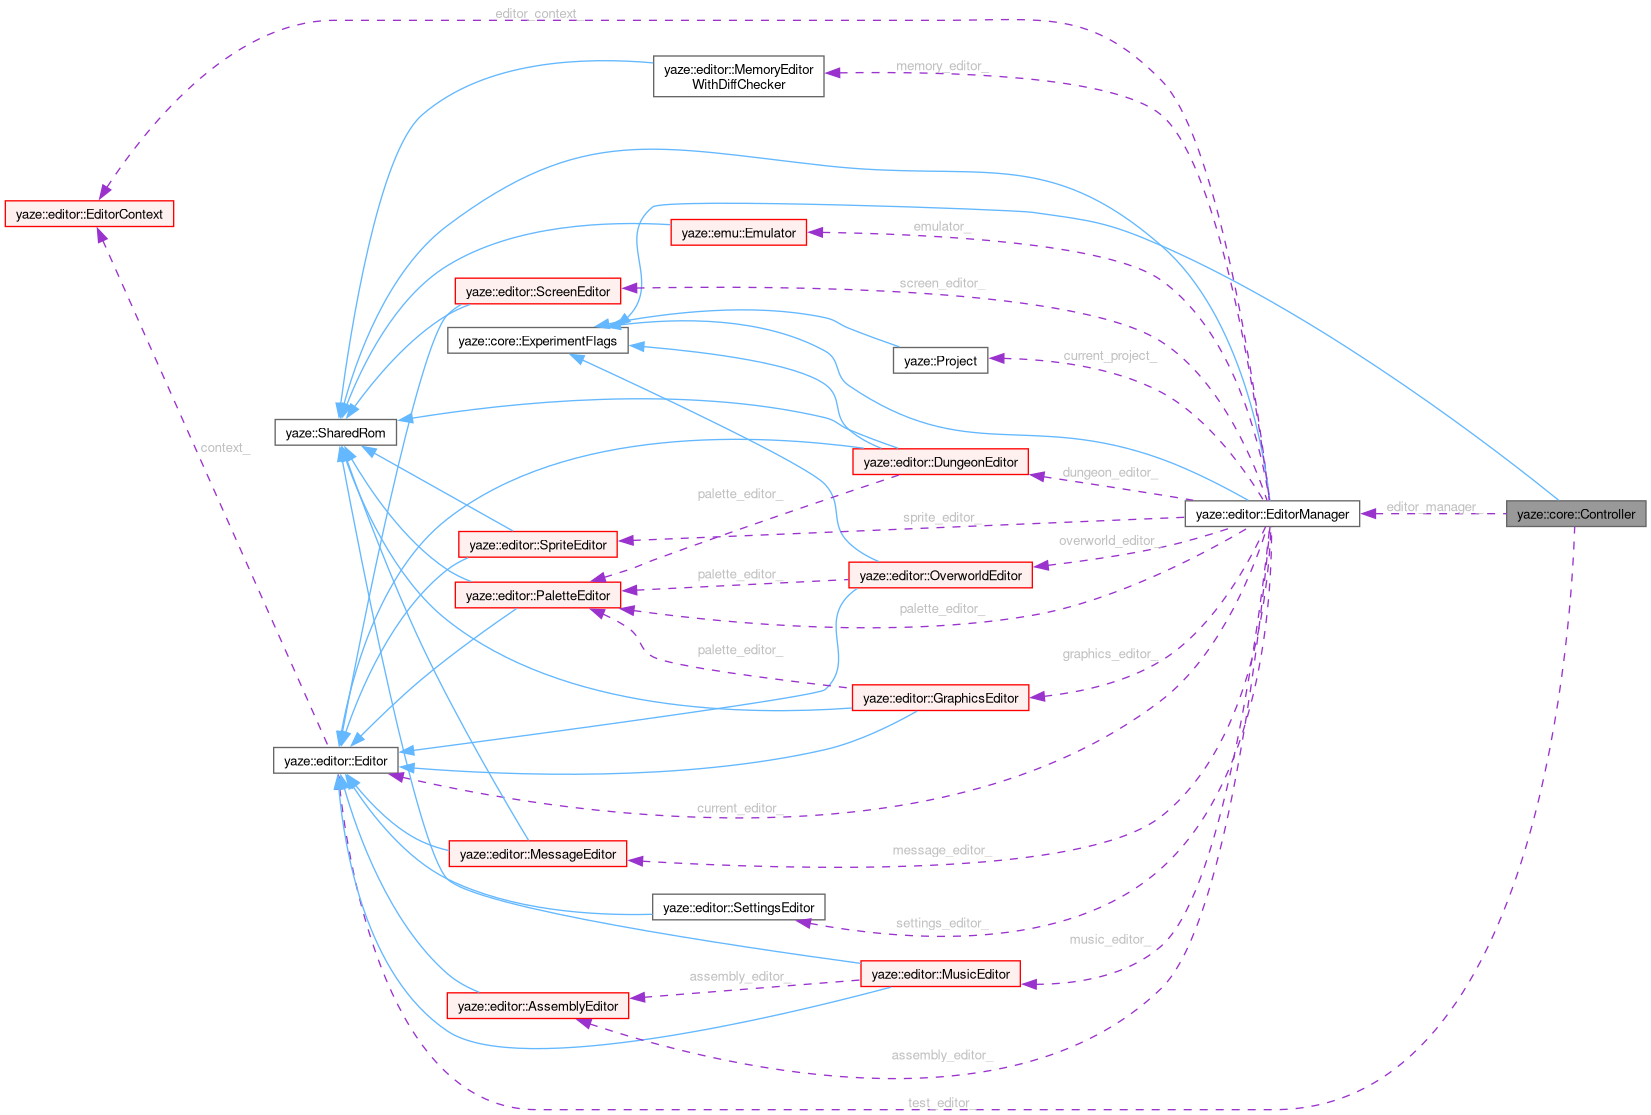 editor_context
yaze::editor::MemoryEditor
WithDiffChecker
memory_editor_
yaze::editor::EditorContext
yaze::emu::Emulator
emulator_
yaze::editor::ScreenEditor
screen_editor_
yaze::core::ExperimentFlags
yaze::Project
current_project_
yaze::SharedRom
context_
yaze::editor::DungeonEditor
dungeon_editor_
palette_editor_
yaze::editor::EditorManager
editor_manager_
yaze::core::Controller
sprite_editor_
yaze::editor::SpriteEditor
overworld_editor_
yaze::editor::OverworldEditor
palette_editor_
yaze::editor::PaletteEditor
palette_editor_
palette_editor_
graphics_editor_
yaze::editor::GraphicsEditor
yaze::editor::Editor
current_editor_
yaze::editor::MessageEditor
message_editor_
yaze::editor::SettingsEditor
settings_editor_
music_editor_
yaze::editor::MusicEditor
assembly_editor_
yaze::editor::AssemblyEditor
assembly_editor_
test_editor_